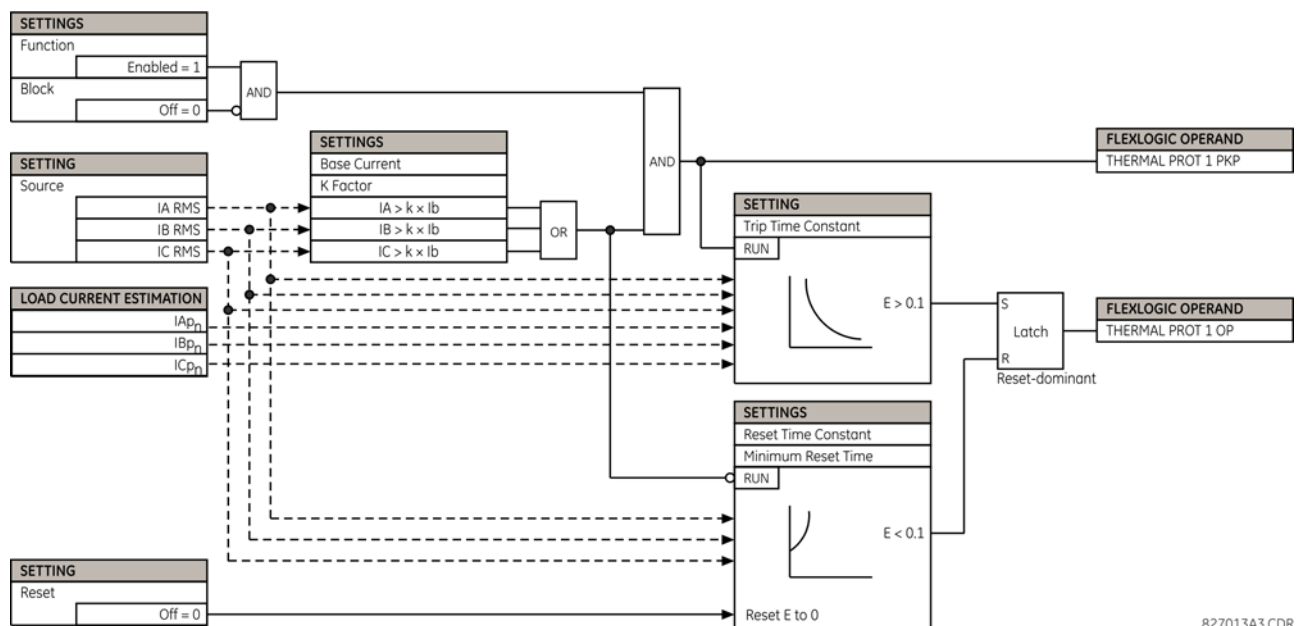 SETTINGS
Function
Enabled = 1
Block
Off = 0
AND
SETTING
Source
IA RMS
IB RMS
IC RMS
SETTINGS
Base Current
K Factor
IA > k × Ib
IB > k × Ib
IC > k × Ib
OR
AND
FLEXLOGIC OPERAND
THERMAL PROT 1 PKP
LOAD CURRENT ESTIMATION
IApn
IBpn
ICpn
SETTING
Trip Time Constant
RUN
E > 0.1
S
Latch
R
Reset-dominant
FLEXLOGIC OPERAND
THERMAL PROT 1 OP
SETTINGS
Reset Time Constant
Minimum Reset Time
RUN
E < 0.1
Reset E to 0
SETTING
Reset
Off = 0
827013A3.CDR